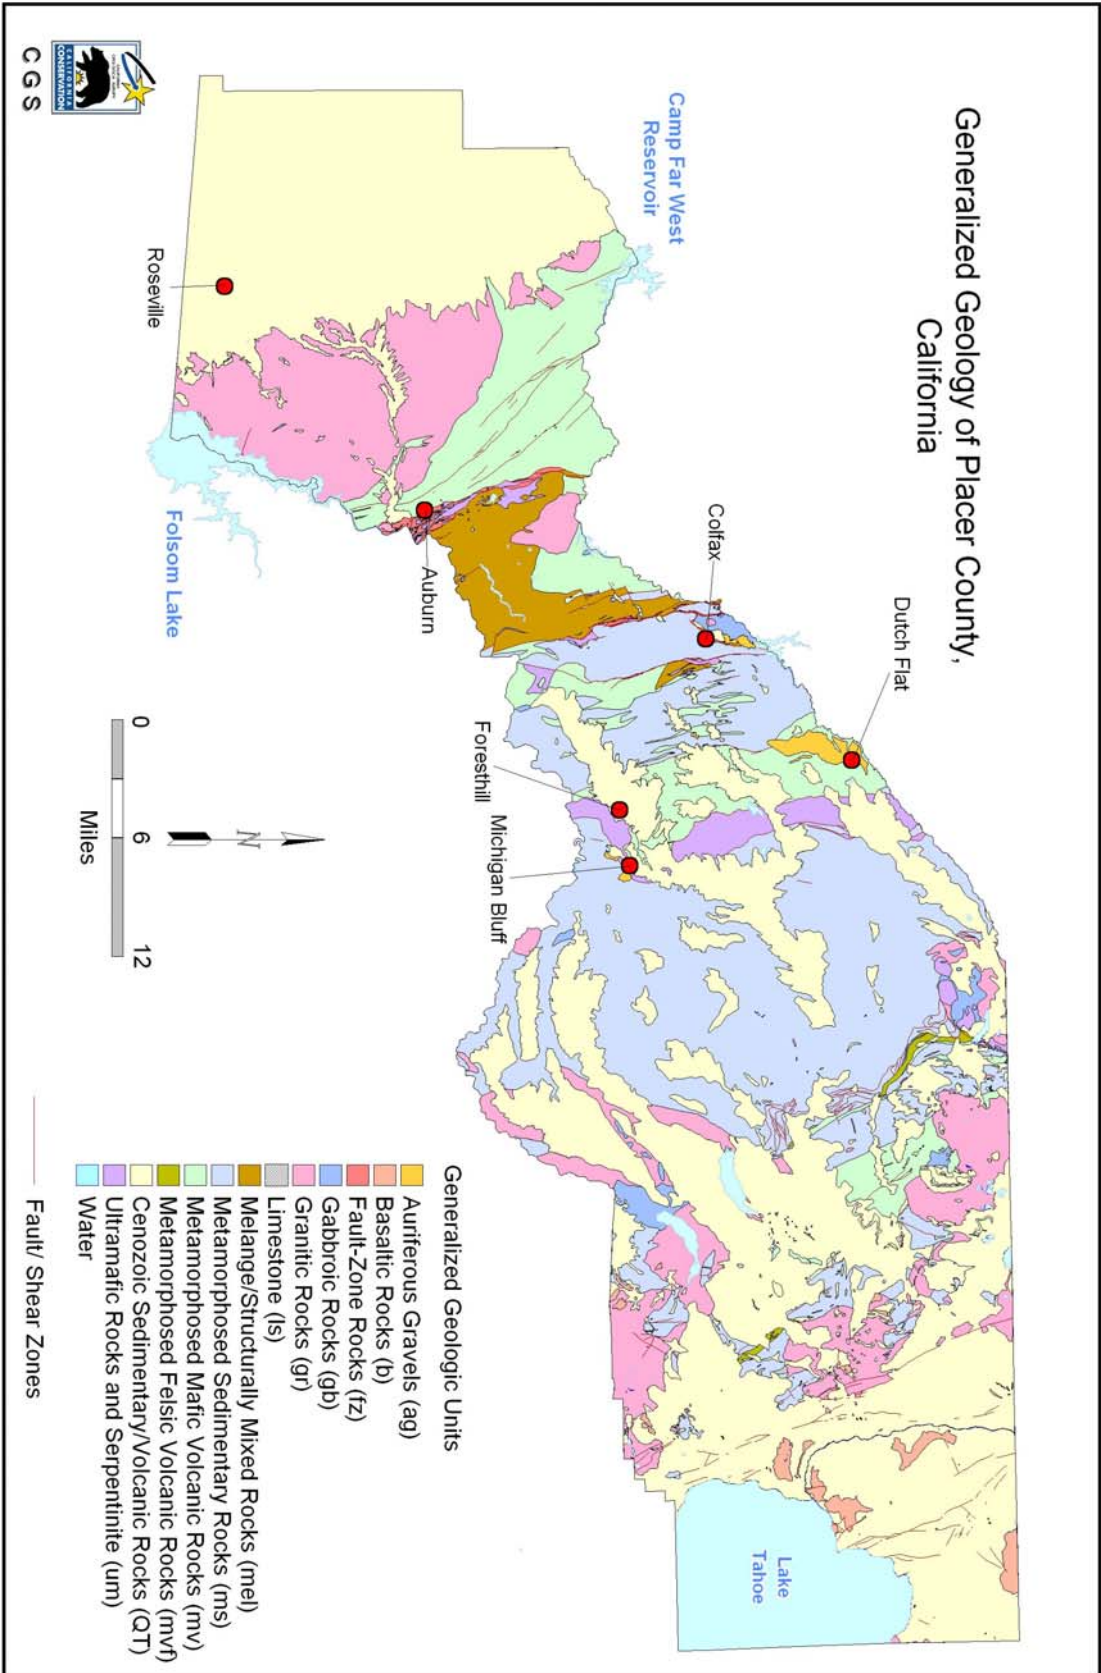 Generalized Geology of Placer County,
California
Camp Far West
Reservoir
Dutch Flat
Colfax
Roseville
Folsom Lake
Auburn
Foresthill
Michigan Bluff
Lake
Tahoe
0
6
12
Miles
N
Generalized Geologic Units
Auriferous Gravels (ag)
Basaltic Rocks (b)
Fault-Zone Rocks (fz)
Gabbroic Rocks (gb)
Granitic Rocks (gr)
Limestone (ls)
Melange/Structurally Mixed Rocks (mel)
Metamorphosed Sedimentary Rocks (ms)
Metamorphosed Mafic Volcanic Rocks (mv)
Metamorphosed Felsic Volcanic Rocks (mvf)
Cenozoic Sedimentary/Volcanic Rocks (QT)
Ultramafic Rocks and Serpentinite (um)
Water
Fault/ Shear Zones
CALIFORNIA
CONSERVATION
CGS